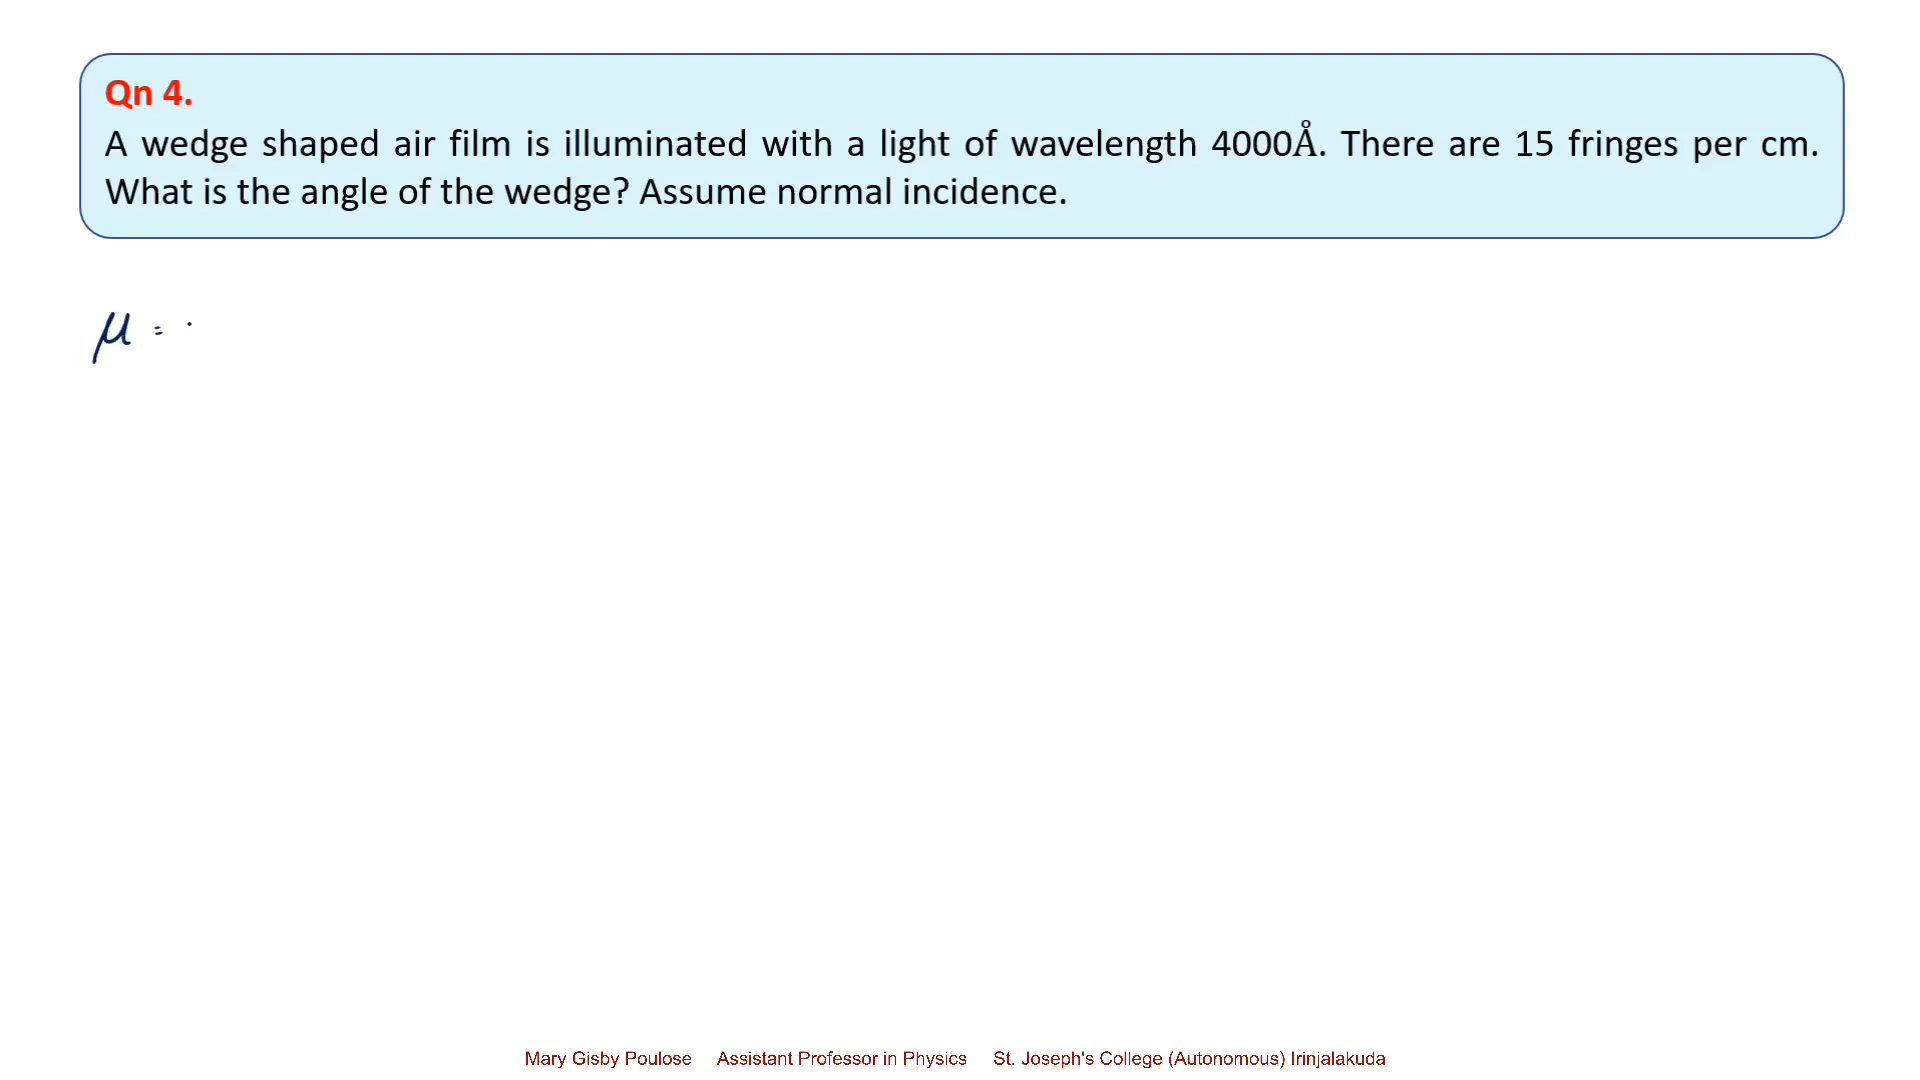 Qn 4.
A wedge shaped air film is illuminated with a light of wavelength 4000Å. There are 15 fringes per cm.
What is the angle of the wedge? Assume normal incidence.
μ =
Mary Gisby Poulose Assistant Professor in Physics St. Joseph's College (Autonomous) Irinjalakuda